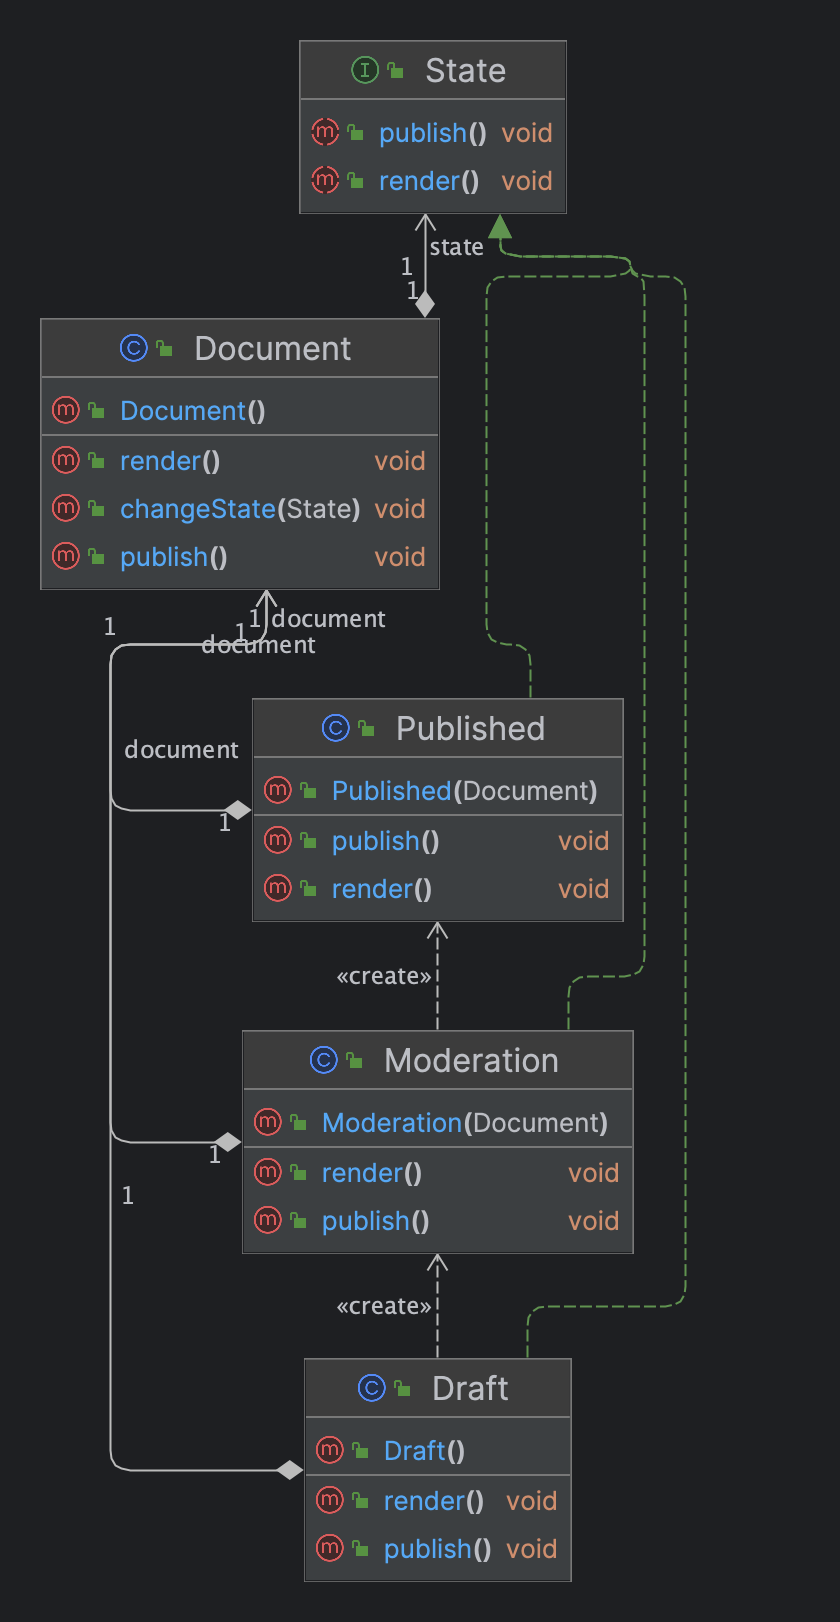 I State
m publish() void
m render() void
state
1
1
C Document
m Document()
m render() void
m changeState(State) void
m publish() void
1 document
1
1
document
document
1
C Published
m Published(Document)
m publish() void
m render() void
«create»
C Moderation
m Moderation(Document)
m render() void
1
m publish() void
1
«create»
C Draft
m Draft()
m render() void
m publish() void